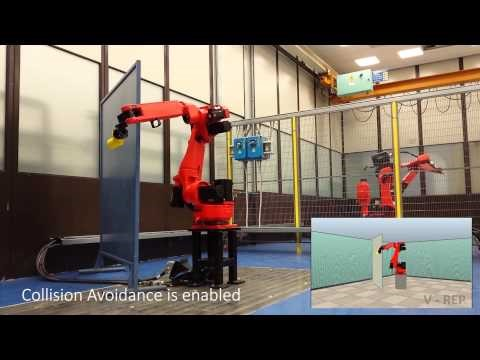 Collision Avoidance is enabled
V - REP